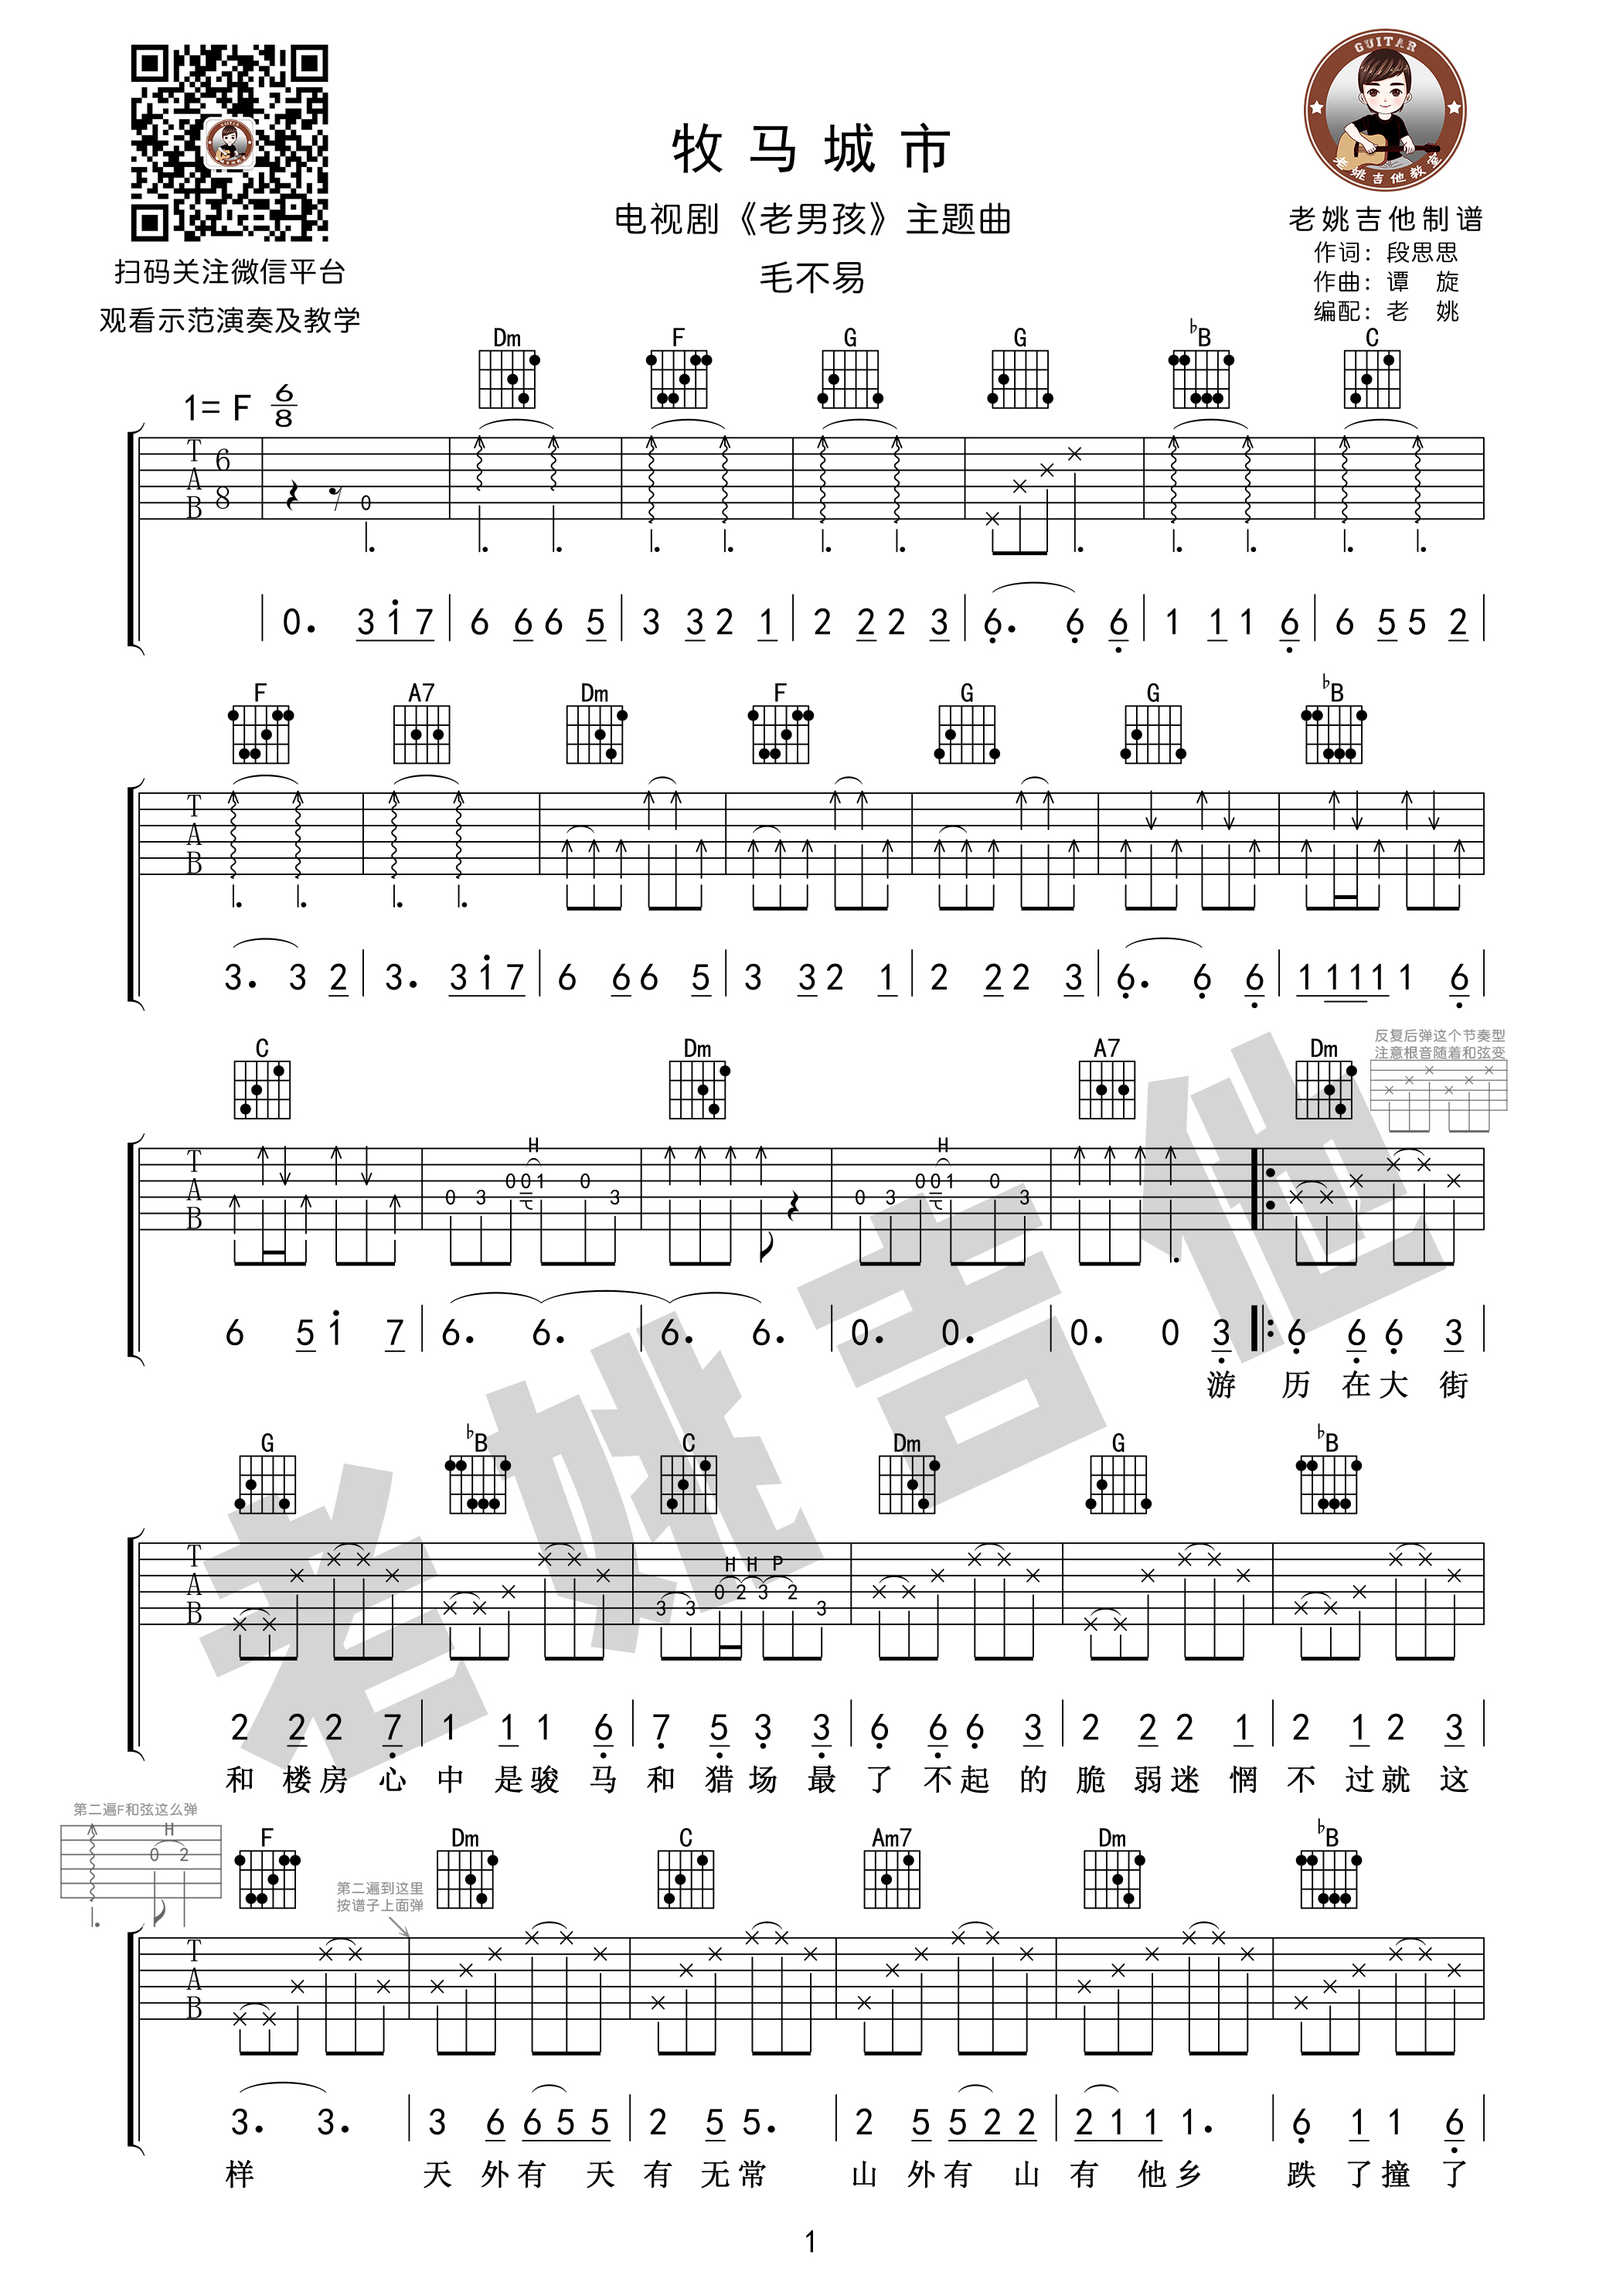 GUITAR
老姚吉他教室
牧马城市
电视剧《老男孩》主题曲
毛不易
扫码关注微信平台
观看示范演奏及教学
老姚吉他制谱
作词：段思思
作曲：谭 旋
编配：老 姚
1= F 6/8
Dm F G G ♭B C
T A B 6 8
0
0. 3 1̇ 7 | 6 6 6 5 | 3 3 2 1 | 2 2 2 3 | 6̣. 6̣ 6̣ | 1 1 1 6̣ | 6 5 5 2 |
F A7 Dm F G G ♭B
T A B
3. 3 2 | 3. 3 1̇ 7 | 6 6 6 5 | 3 3 2 1 | 2 2 2 3 | 6̣. 6̣ 6̣ | 1 1 1 1 1 6̣ |
反复后弹这个节奏型
注意根音随着和弦变
C Dm A7 Dm
H H
T A B
0 3 0 0 1 0 3 0 3 0 0 1 0 3
6 5 1̇ 7 | 6. 6. | 6. 6. | 0. 0. | 0. 0 3̣ |: 6̣ 6̣ 6̣ 3 |
游 历 在 大 街
G ♭B C Dm G ♭B
H H P
T A B
3 3 0 2 3 2 3
2 2 2 7̣ | 1 1 1 6̣ | 7̣ 5̣ 3̣ 3̣ | 6̣ 6̣ 6̣ 3 | 2 2 2 1 | 2 1 2 3 |
和 楼 房 心 中 是 骏 马 和 猎 场 最 了 不 起 的 脆 弱 迷 惘 不 过 就 这
第二遍F和弦这么弹
H
0 2
第二遍到这里
按谱子上面弹
F Dm C Am7 Dm ♭B
T A B
3. 3. | 3 6 6 5 5 | 2 5 5. | 2 5 5 2 2 | 2 1 1 1. | 6̣ 1 1 6̣ |
样 天 外 有 天 有 无 常 山 外 有 山 有 他 乡 跌 了 撞 了
老姚吉他
1